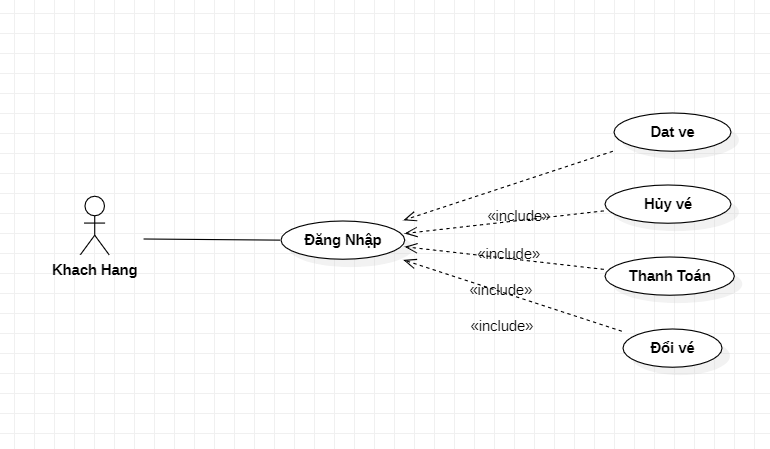 Dat ve
Hủy vé
«include»
Đăng Nhập
«include»
Khach Hang
Thanh Toán
«include»
«include»
Đổi vé